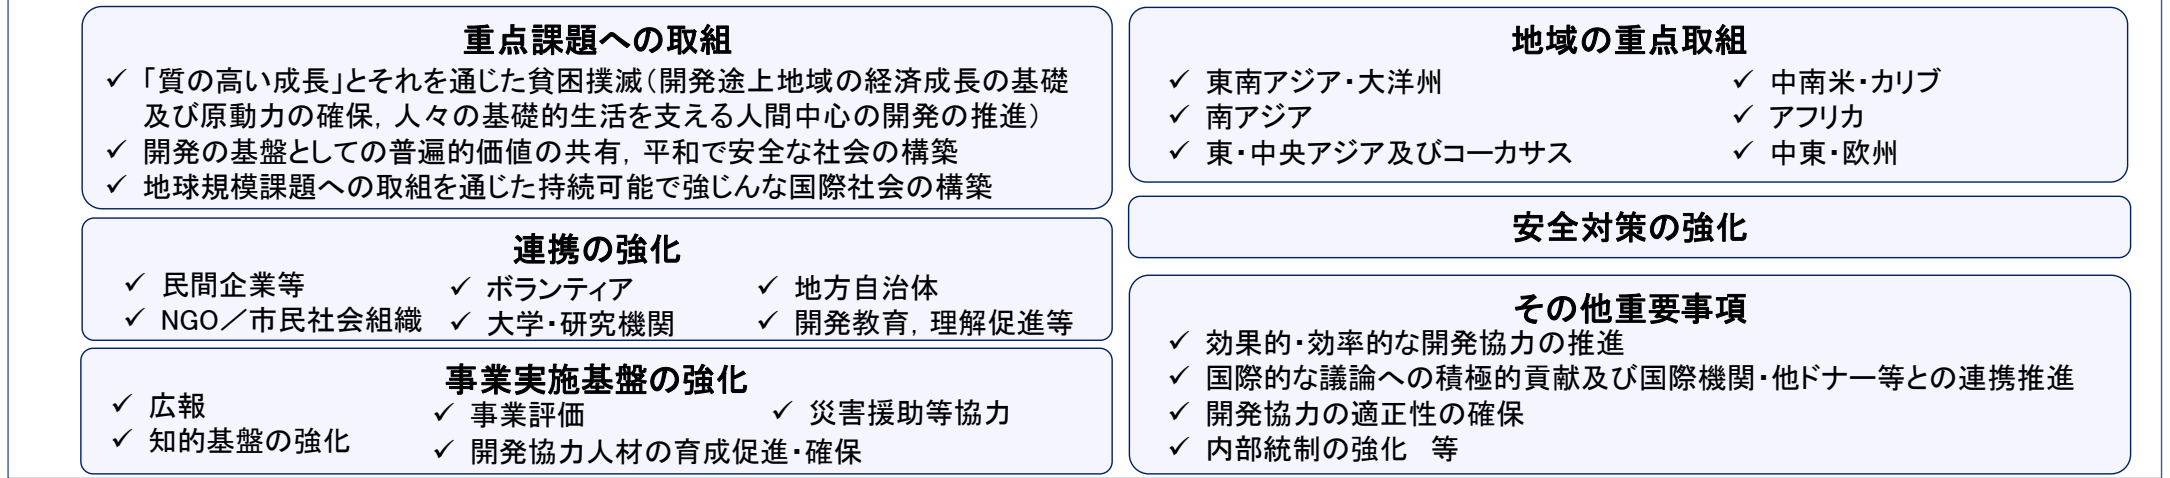 重点課題への取組
✓ 「質の高い成長」とそれを通じた貧困撲滅（開発途上地域の経済成長の基礎
及び原動力の確保，人々の基礎的生活を支える人間中心の開発の推進）
✓ 開発の基盤としての普遍的価値の共有，平和で安全な社会の構築
✓ 地球規模課題への取組を通じた持続可能で強じんな国際社会の構築
連携の強化
✓ 民間企業等
✓ NGO／市民社会組織
✓ ボランティア
✓ 大学・研究機関
✓ 地方自治体
✓ 開発教育，理解促進等
事業実施基盤の強化
✓ 広報
✓ 知的基盤の強化
✓ 事業評価
✓ 災害援助等協力
✓ 開発協力人材の育成促進・確保
地域の重点取組
✓ 東南アジア・大洋州
✓ 南アジア
✓ 東・中央アジア及びコーカサス
✓ 中南米・カリブ
✓ アフリカ
✓ 中東・欧州
安全対策の強化
その他重要事項
✓ 効果的・効率的な開発協力の推進
✓ 国際的な議論への積極的貢献及び国際機関・他ドナー等との連携推進
✓ 開発協力の適正性の確保
✓ 内部統制の強化　等